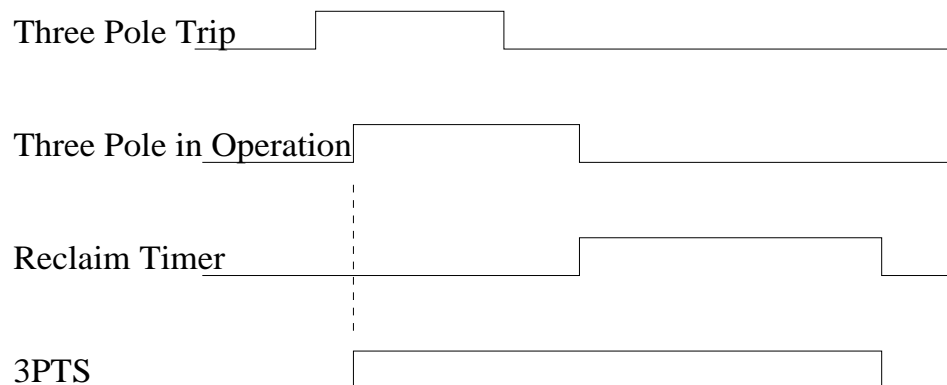 Three Pole Trip
Three Pole in Operation
Reclaim Timer
3PTS